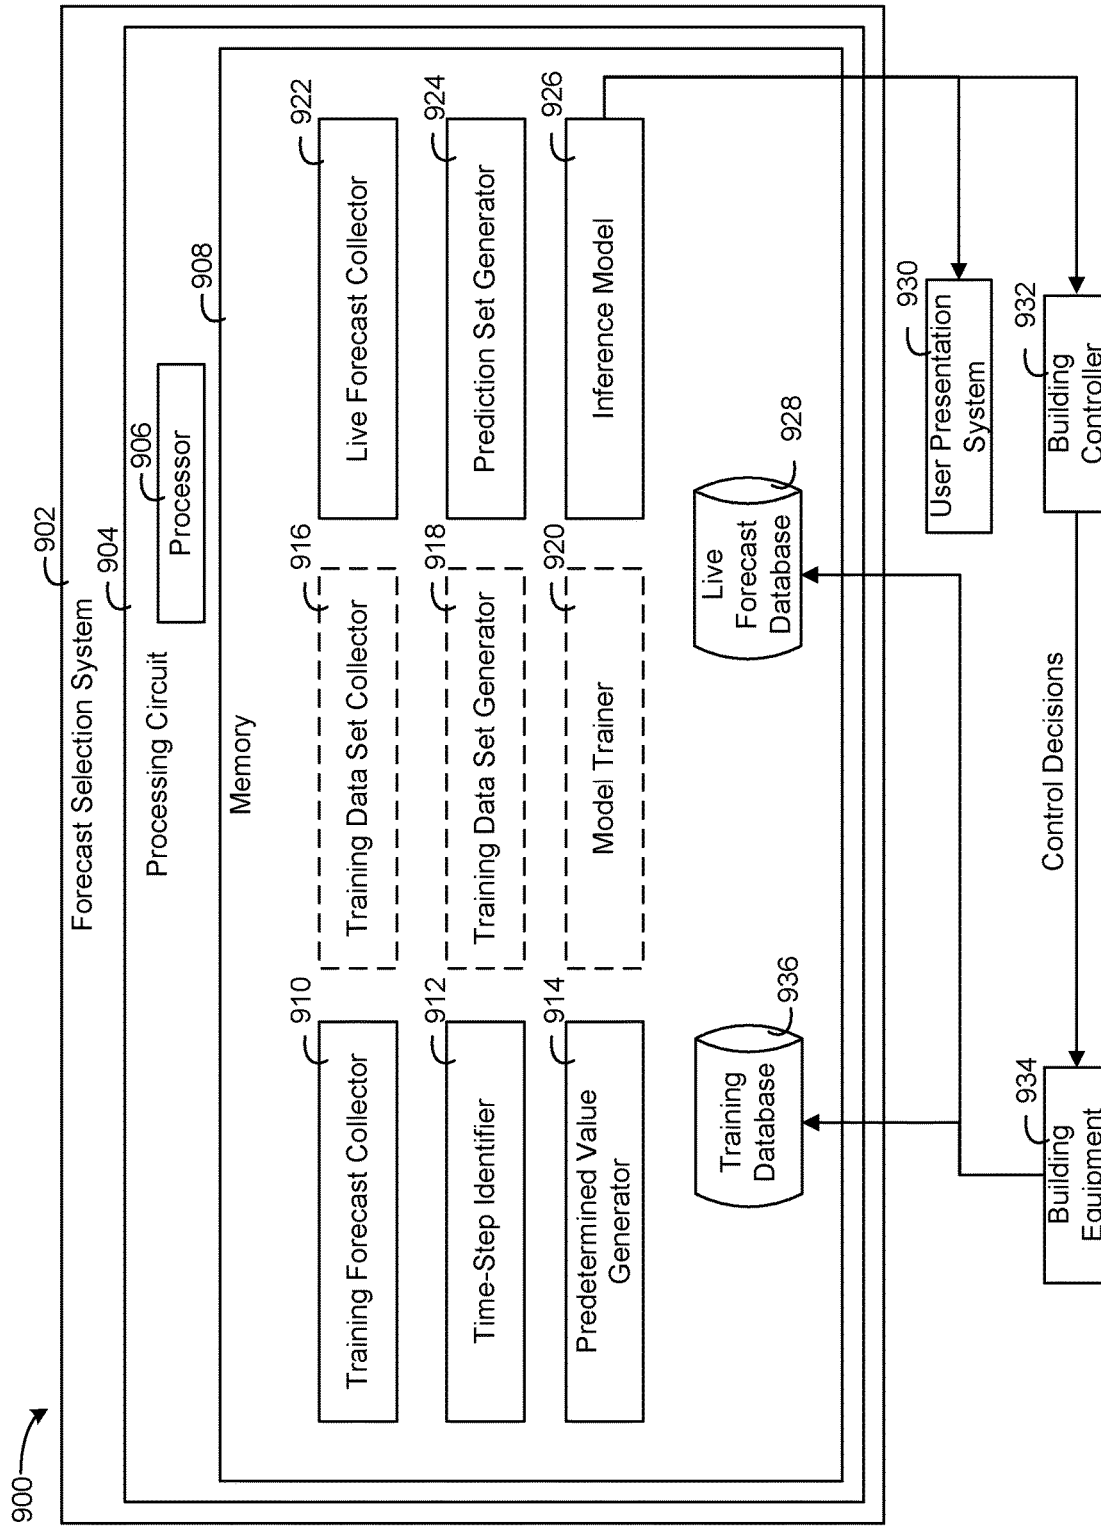 900
Forecast Selection System
902
Processing Circuit
904
Processor
906
Memory
908
Training Forecast Collector
910
Training Data Set Collector
916
Live Forecast Collector
922
Time-Step Identifier
912
Training Data Set Generator
918
Prediction Set Generator
924
Predetermined Value
Generator
914
Model Trainer
920
Inference Model
926
Training
Database
936
Live
Forecast
Database
928
User Presentation
System
930
Building
Equipment
934
Control Decisions
Building
Controller
932